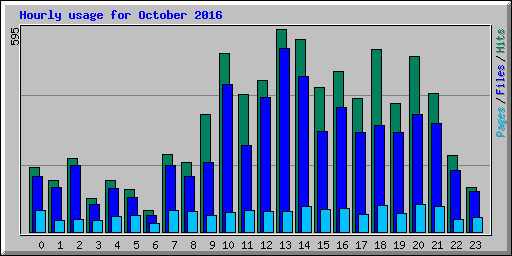 Hourly usage for October 2016
595
Pages / Files / Hits
0 1 2 3 4 5 6 7 8 9 10 11 12 13 14 15 16 17 18 19 20 21 22 23